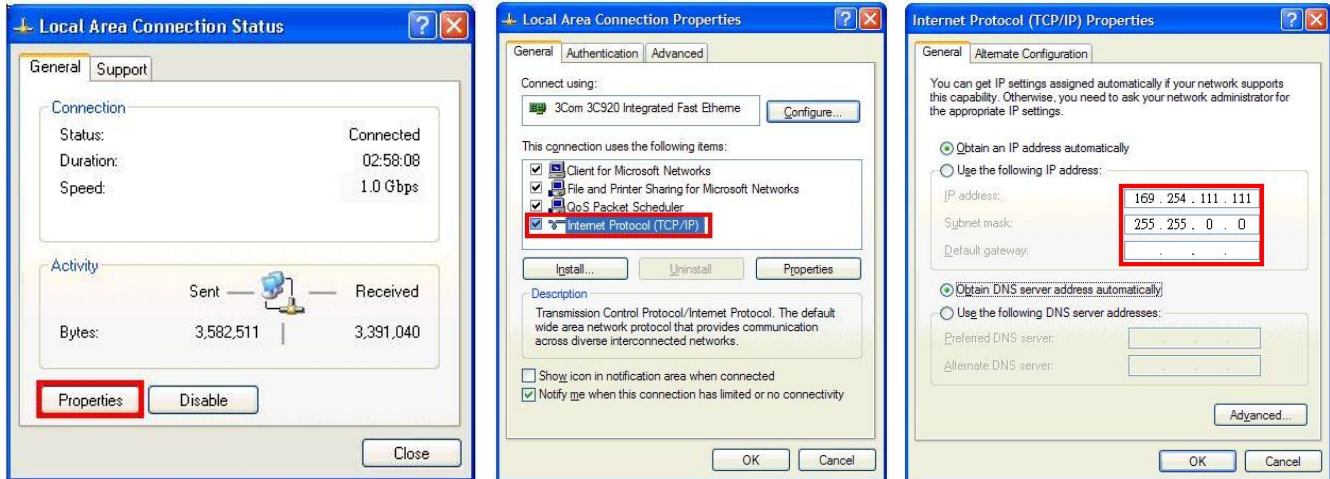 Local Area Connection Status
General Support
Connection
Status: Connected
Duration: 02:58:08
Speed: 1.0 Gbps
Activity
Sent Received
Bytes: 3,582,511 3,391,040
Properties Disable
Close
Local Area Connection Properties
General Authentication Advanced
Connect using:
3Com 3C920 Integrated Fast Etherne Configure...
This connection uses the following items:
Client for Microsoft Networks
File and Printer Sharing for Microsoft Networks
QoS Packet Scheduler
Internet Protocol (TCP/IP)
Install... Uninstall Properties
Description
Transmission Control Protocol/Internet Protocol. The default
wide area network protocol that provides communication
across diverse interconnected networks.
Show icon in notification area when connected
Notify me when this connection has limited or no connectivity
OK Cancel
Internet Protocol (TCP/IP) Properties
General Alternate Configuration
You can get IP settings assigned automatically if your network supports
this capability. Otherwise, you need to ask your network administrator for
the appropriate IP settings.
Obtain an IP address automatically
Use the following IP address:
IP address: 169 . 254 . 111 . 111
Subnet mask: 255 . 255 . 0 . 0
Default gateway: . . .
Obtain DNS server address automatically
Use the following DNS server addresses:
Preferred DNS server: . . .
Alternate DNS server: . . .
Advanced...
OK Cancel